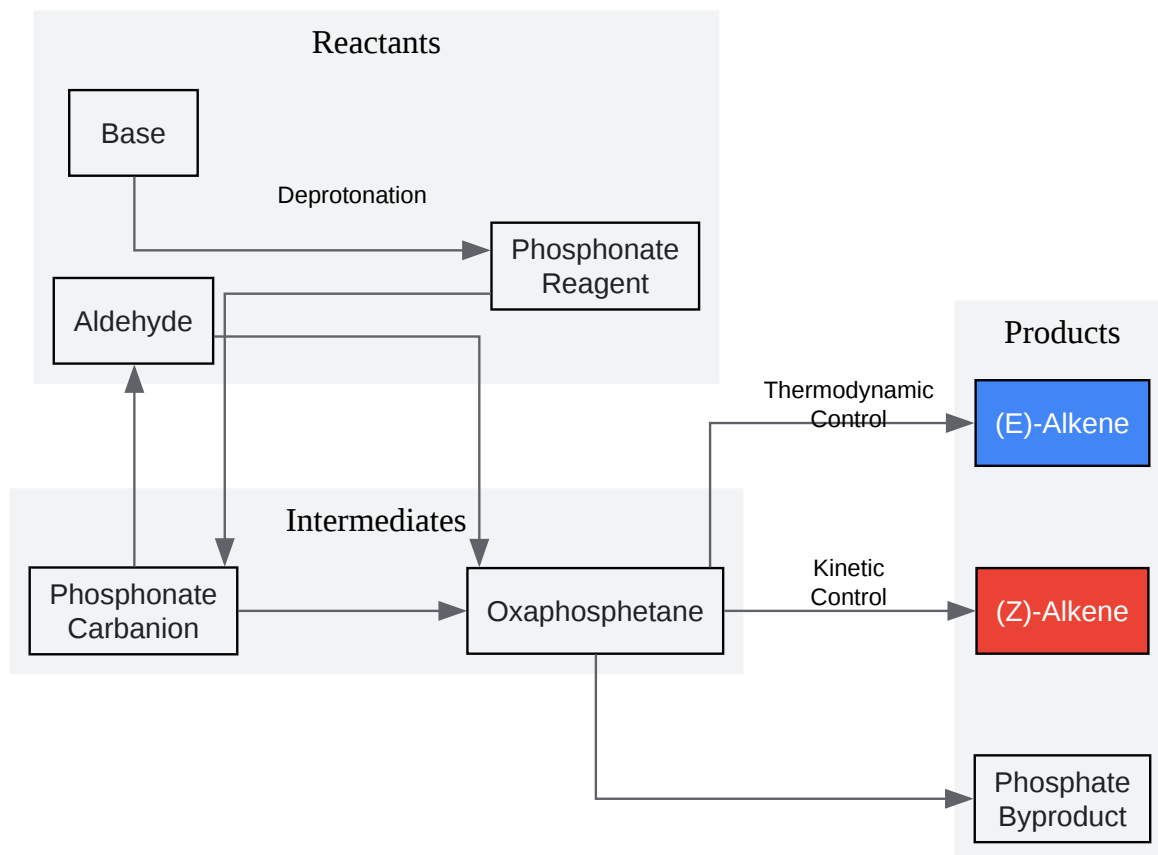 Reactants
Base
Deprotonation
Phosphonate
Reagent
Aldehyde
Products
Thermodynamic
Control
(E)-Alkene
Intermediates
Phosphonate
Carbanion
Oxaphosphetane
Kinetic
Control
(Z)-Alkene
Phosphate
Byproduct